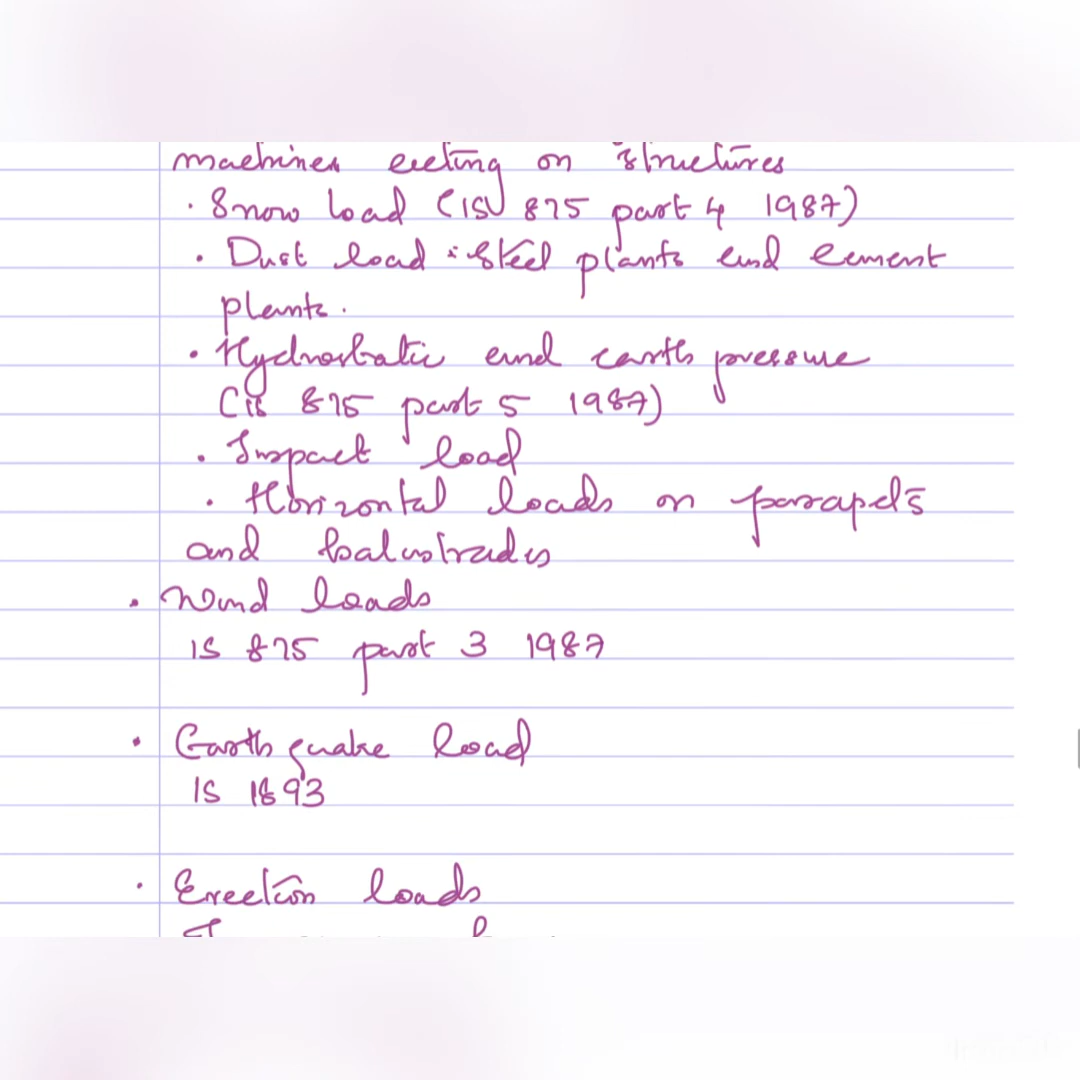 machines acting on structures
· Snow load (IS 875 part 4 1987)
· Dust load : Steel plants and cement
plants.
· Hydrostatic and earth pressure
(is 875 part 5 1987)
· Impact load
· Horizontal loads on parapets
and balustrades
· Wind loads
IS 875 part 3 1987
· Earth quake load
IS 1893
· Erection loads